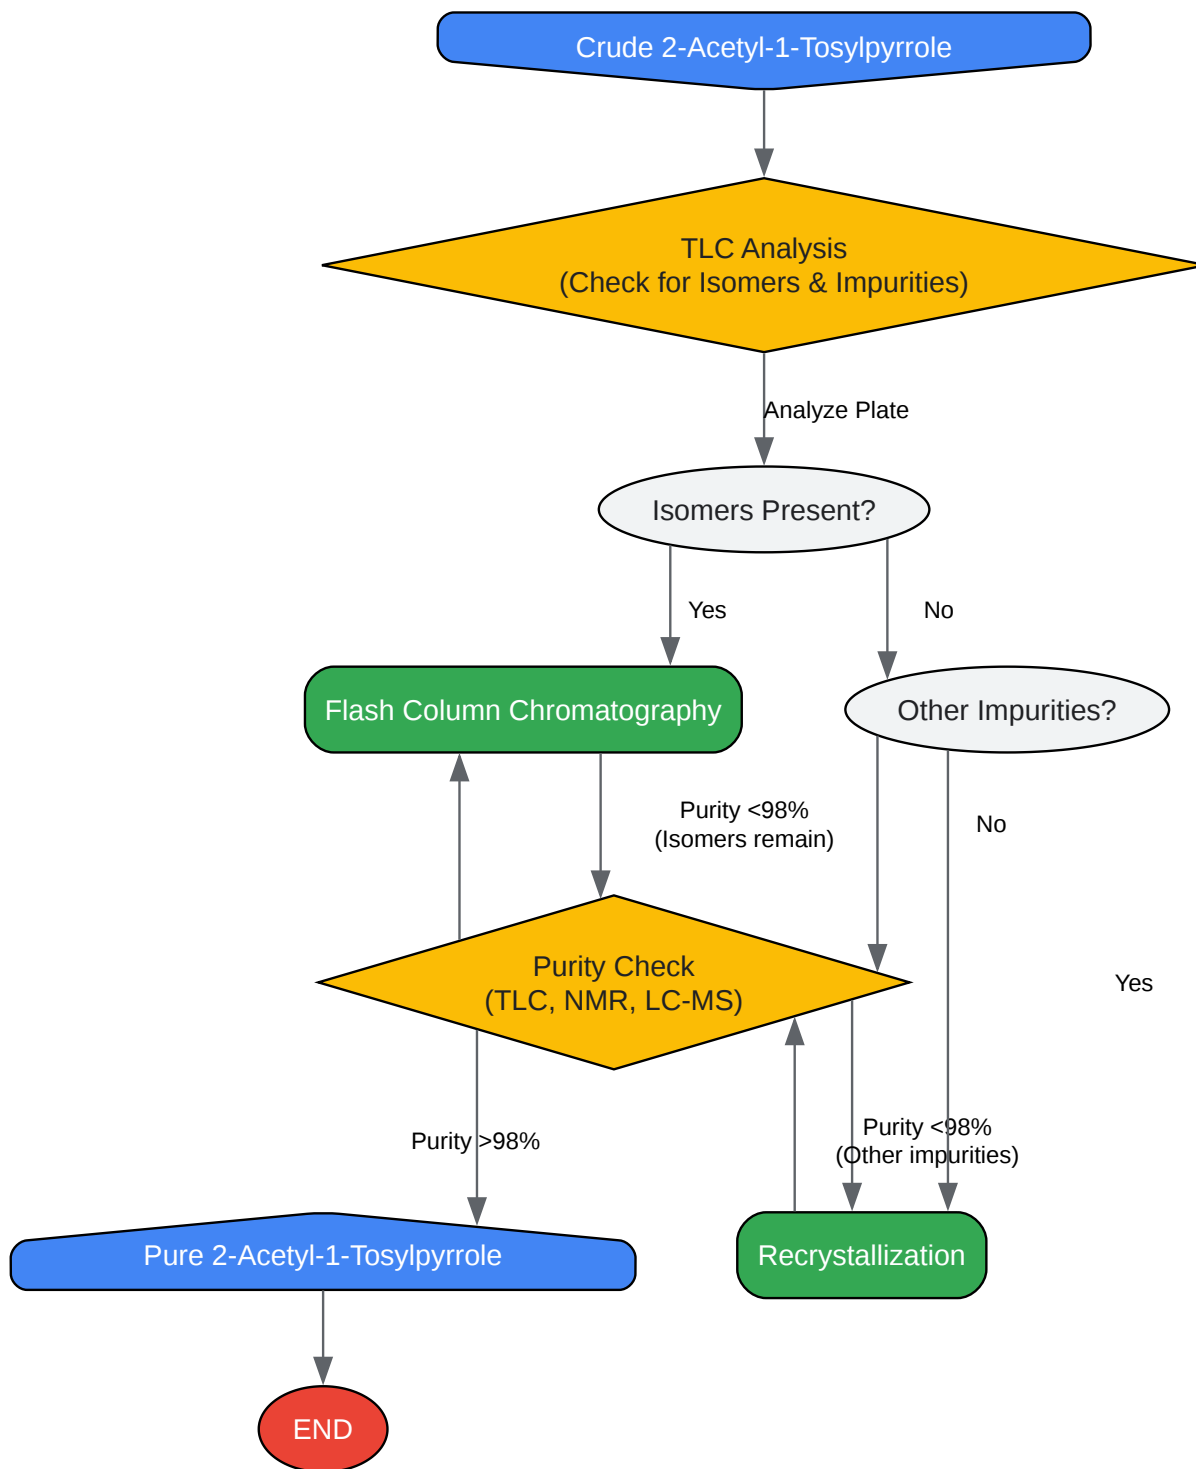 Crude 2-Acetyl-1-Tosylpyrrole
TLC Analysis
(Check for Isomers & Impurities)
Analyze Plate
Isomers Present?
Yes
No
Flash Column Chromatography
Other Impurities?
Purity <98%
(Isomers remain)
No
Purity Check
(TLC, NMR, LC-MS)
Yes
Purity >98%
Purity <98%
(Other impurities)
Pure 2-Acetyl-1-Tosylpyrrole
Recrystallization
END